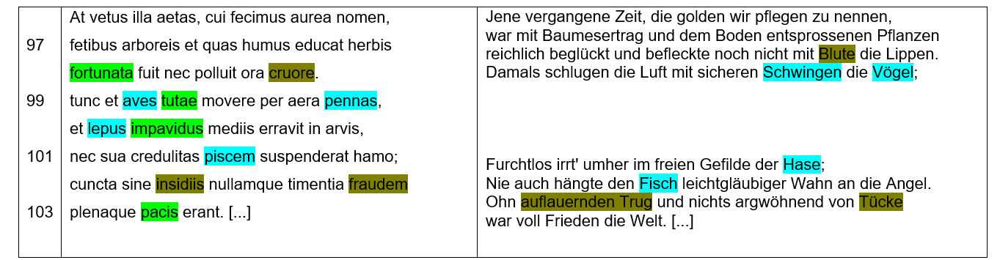 At vetus illa aetas, cui fecimus aurea nomen,
97 fetibus arboreis et quas humus educat herbis
fortunata fuit nec polluit ora cruore.
99 tunc et aves tutae movere per aera pennas,
et lepus impavidus mediis erravit in arvis,
101 nec sua credulitas piscem suspenderat hamo;
cuncta sine insidiis nullamque timentia fraudem
103 plenaque pacis erant. [...]
Jene vergangene Zeit, die golden wir pflegen zu nennen,
war mit Baumesertrag und dem Boden entsprossenen Pflanzen
reichlich beglückt und befleckte noch nicht mit Blute die Lippen.
Damals schlugen die Luft mit sicheren Schwingen die Vögel;
Furchtlos irrt' umher im freien Gefilde der Hase;
Nie auch hängte den Fisch leichtgläubiger Wahn an die Angel.
Ohn auflauernden Trug und nichts argwöhnend von Tücke
war voll Frieden die Welt. [...]